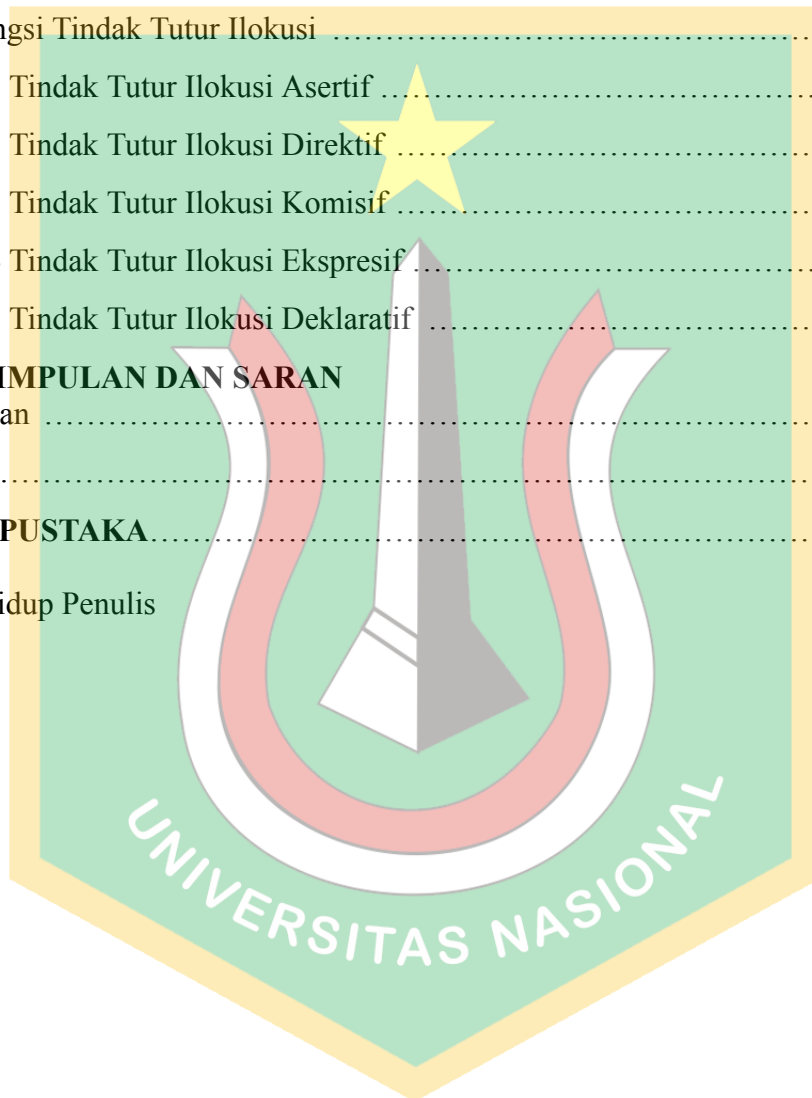 ngsi Tindak Tutur Ilokusi ............................................................
Tindak Tutur Ilokusi Asertif ............................................................
Tindak Tutur Ilokusi Direktif ............................................................
Tindak Tutur Ilokusi Komisif ............................................................
Tindak Tutur Ilokusi Ekspresif ............................................................
Tindak Tutur Ilokusi Deklaratif ............................................................
IMPULAN DAN SARAN
an ............................................................
............................................................
PUSTAKA............................................................
idup Penulis
UNIVERSITAS NASIONAL